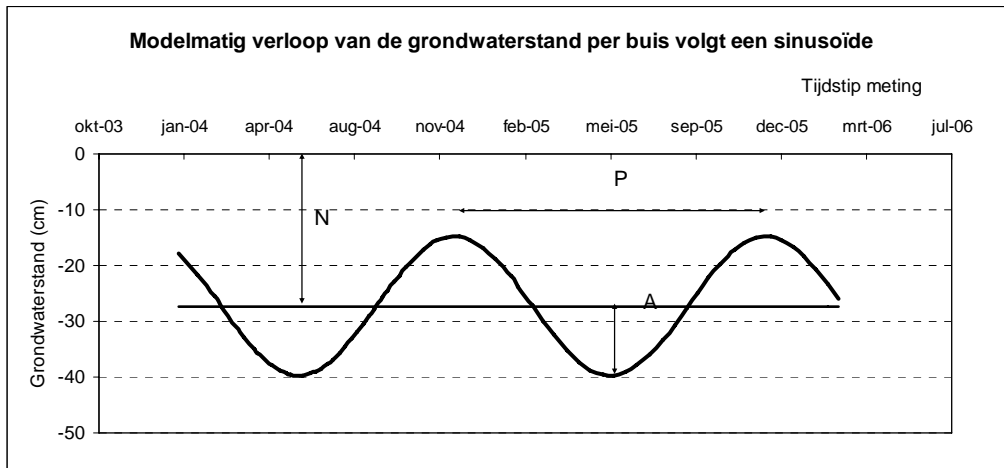 Modelmatig verloop van de grondwaterstand per buis volgt een sinusoïde
Tijdstip meting
okt-03 jan-04 apr-04 aug-04 nov-04 feb-05 mei-05 sep-05 dec-05 mrt-06 jul-06
0
-10
-20
-30
-40
-50
Grondwaterstand (cm)
N
P
A